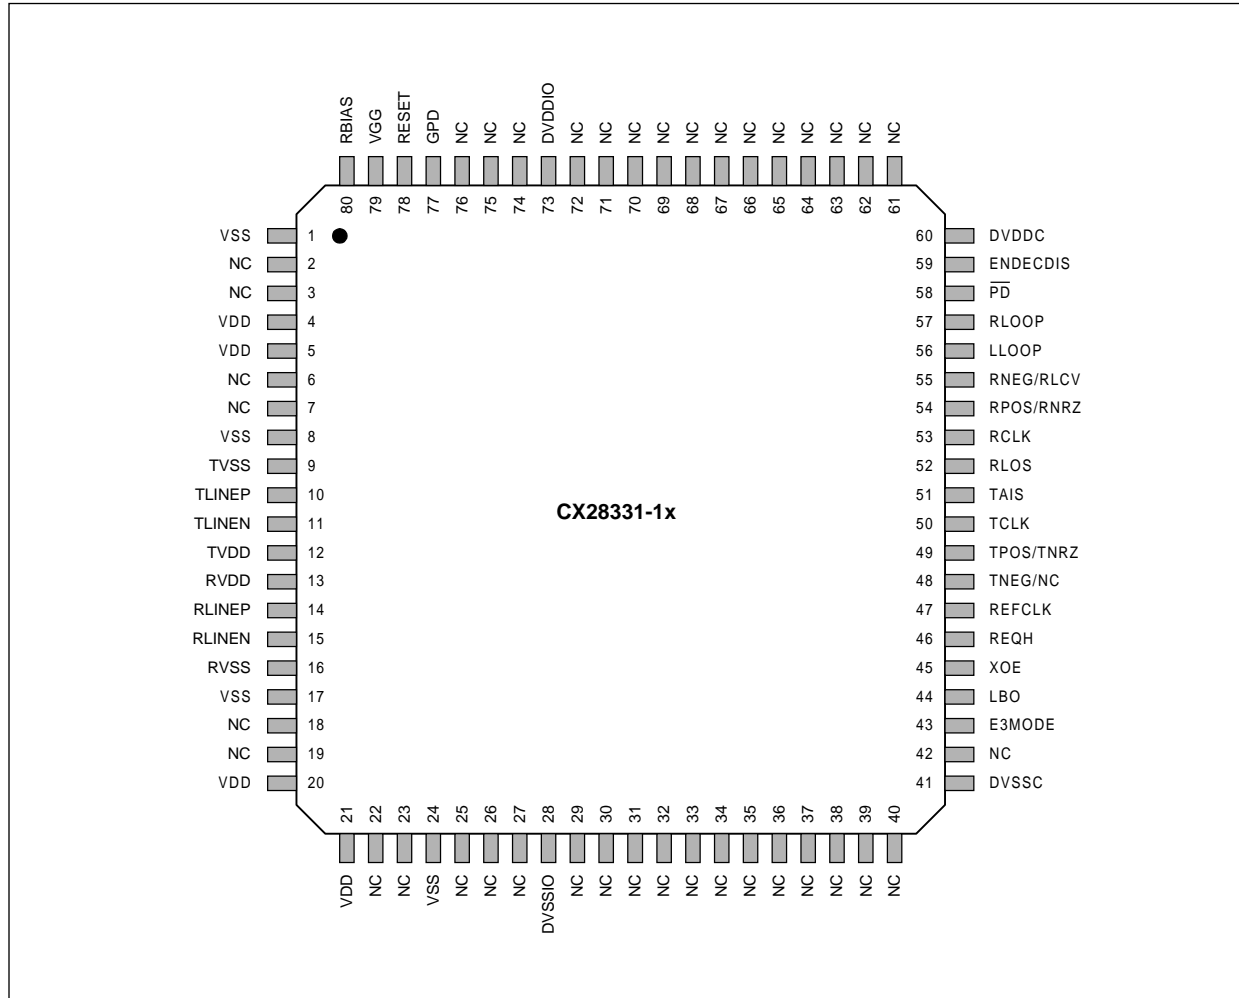 RBIAS VGG RESET GPD NC NC NC DVDDIO NC NC NC NC NC NC NC NC NC NC NC NC
80 79 78 77 76 75 74 73 72 71 70 69 68 67 66 65 64 63 62 61
VSS 1 60 DVDDC
NC 2 59 ENDECDIS
NC 3 58 P̅D̅
VDD 4 57 RLOOP
VDD 5 56 LLOOP
NC 6 55 RNEG/RLCV
NC 7 54 RPOS/RNRZ
VSS 8 53 RCLK
TVSS 9 52 RLOS
TLINEP 10 51 TAIS
TLINEN 11 50 TCLK
CX28331-1x
TVDD 12 49 TPOS/TNRZ
RVDD 13 48 TNEG/NC
RLINEP 14 47 REFCLK
RLINEN 15 46 REQH
RVSS 16 45 XOE
VSS 17 44 LBO
NC 18 43 E3MODE
NC 19 42 NC
VDD 20 41 DVSSC
21 22 23 24 25 26 27 28 29 30 31 32 33 34 35 36 37 38 39 40
VDD NC NC VSS NC NC NC DVSSIO NC NC NC NC NC NC NC NC NC NC NC NC